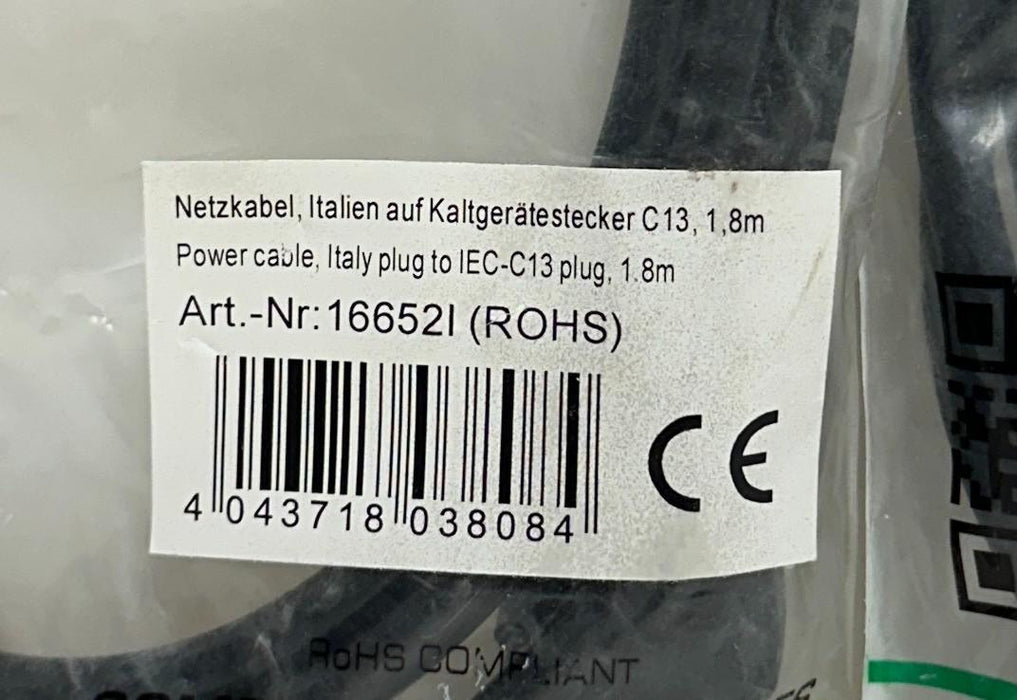 Netzkabel, Italien auf Kaltgerätestecker C13, 1,8m
Power cable, Italy plug to IEC-C13 plug, 1.8m
Art.-Nr:16652I (ROHS)
CE
4 043718 038084
RoHS COMPLIANT